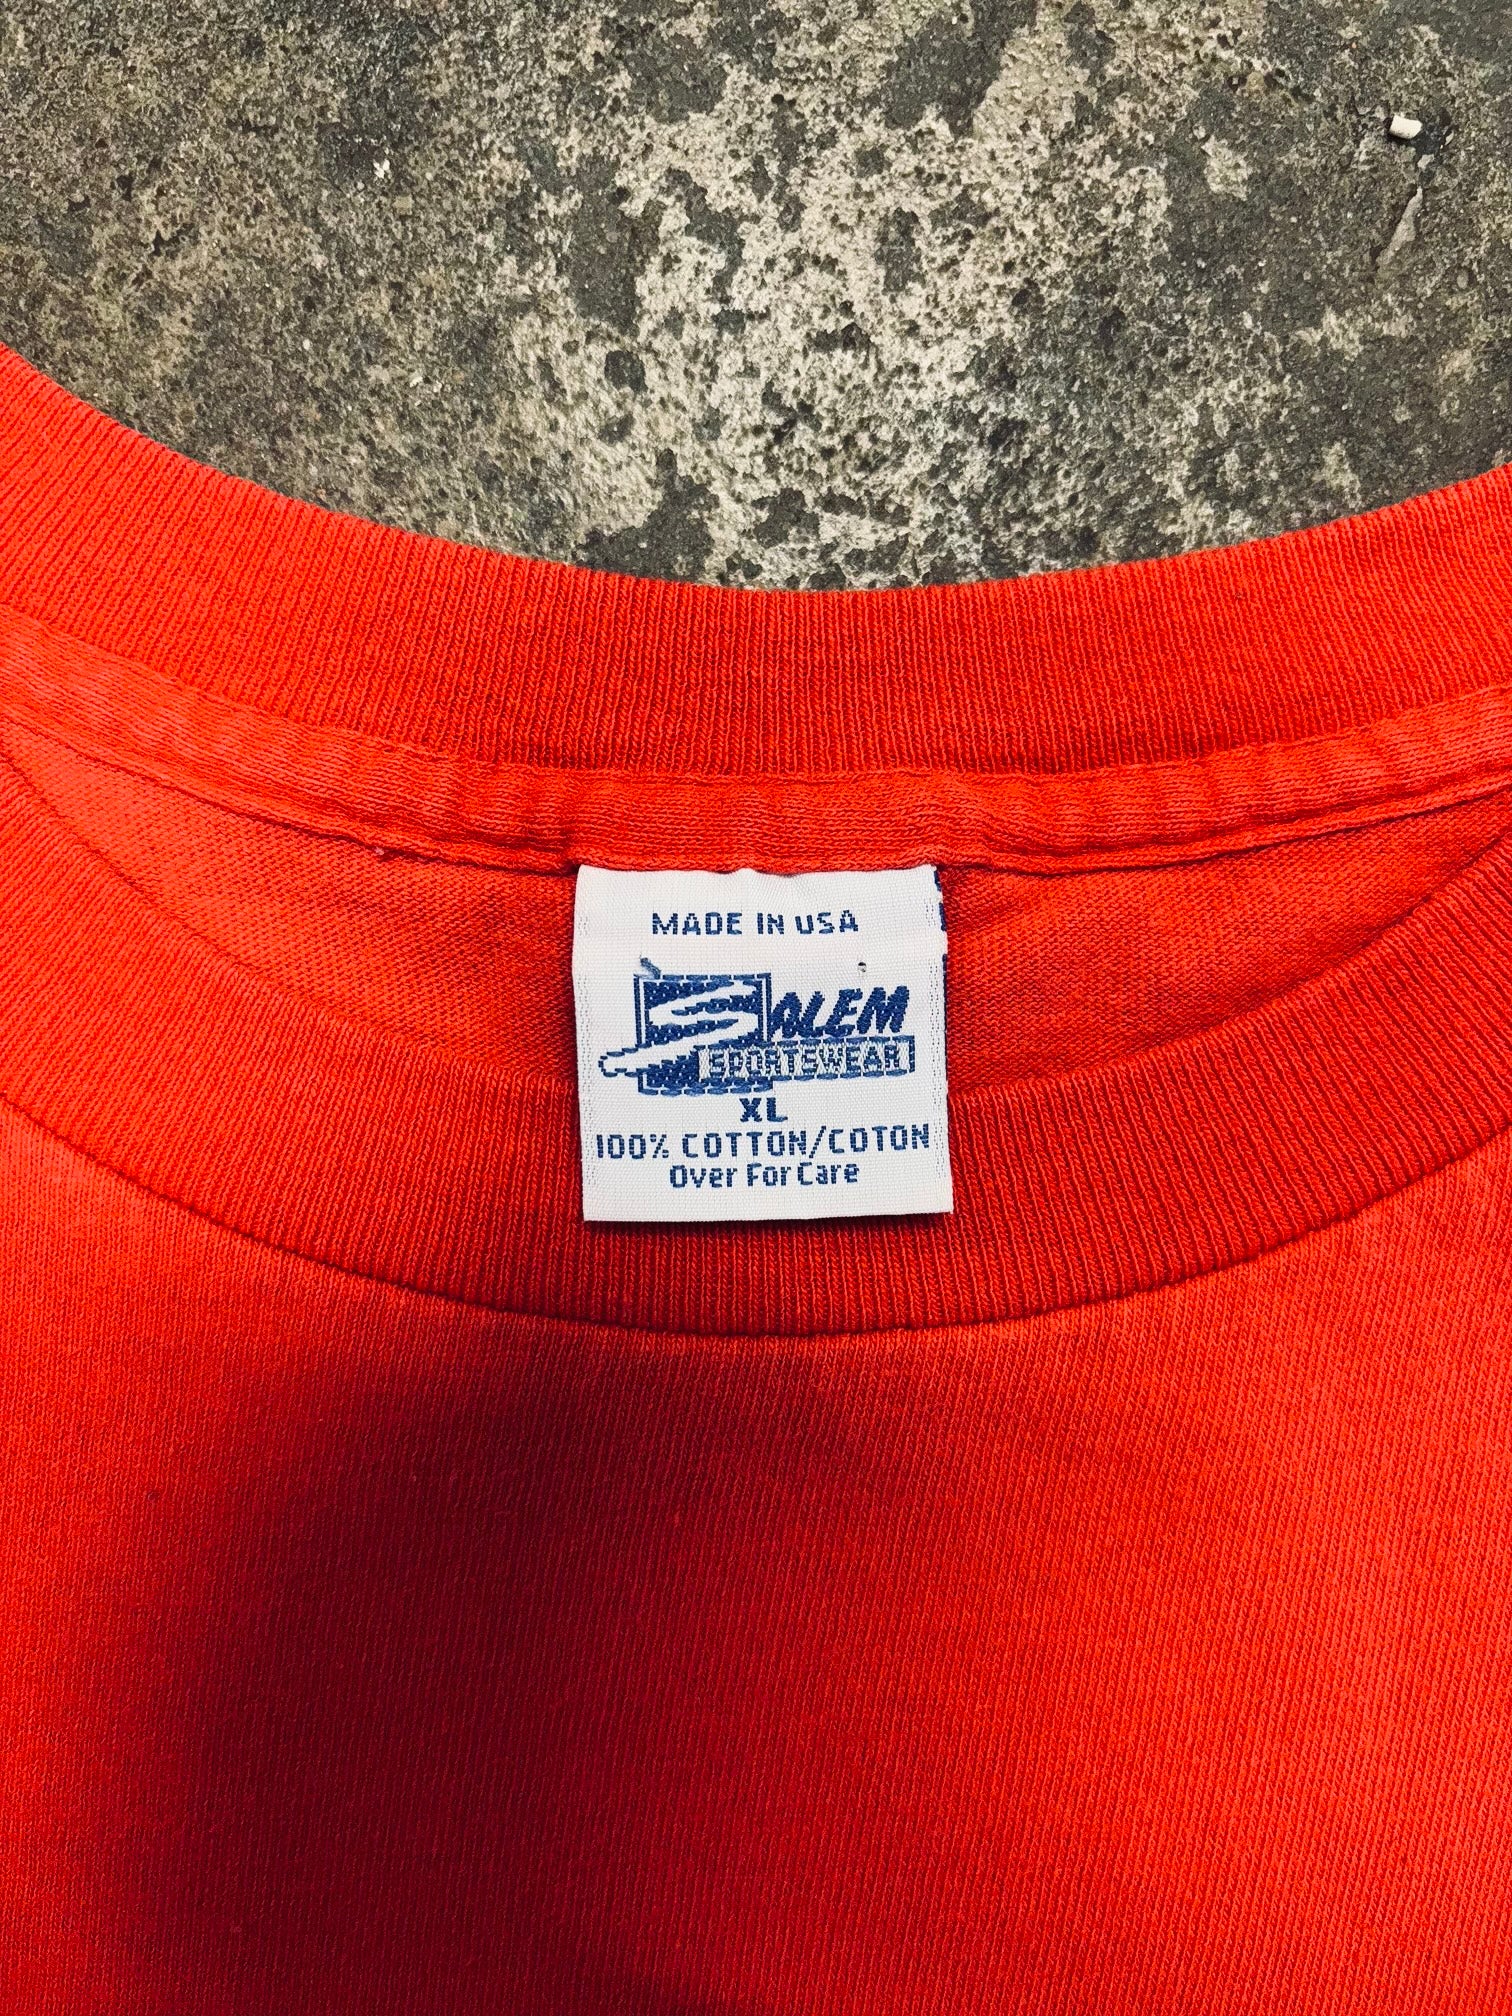 MADE IN USA
SALEM
SPORTSWEAR
XL
100% COTTON/COTON
Over For Care